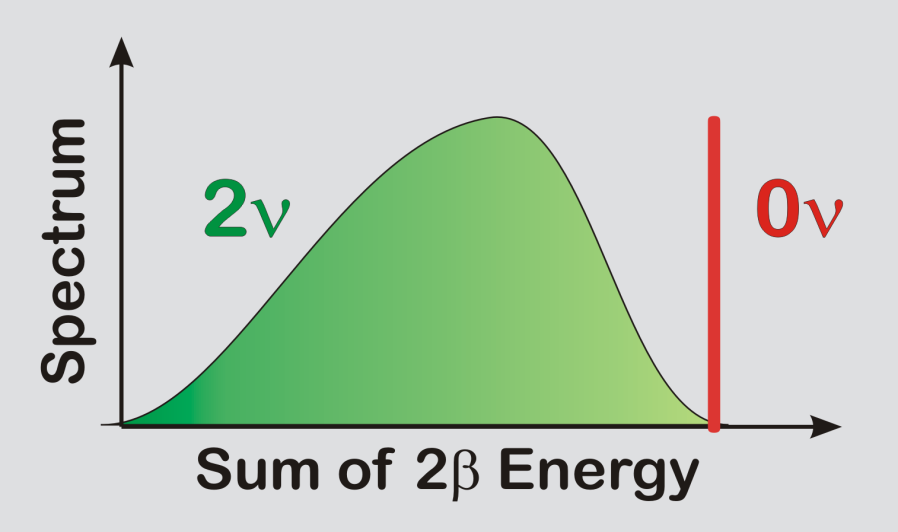 Spectrum
2ν
0ν
Sum of 2β Energy